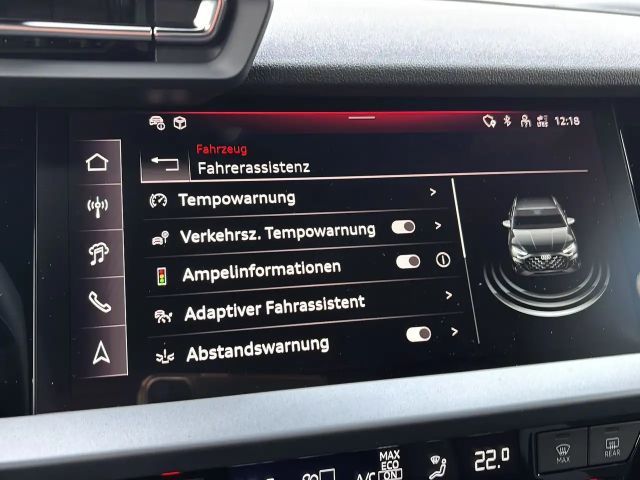 12:18
Fahrzeug
Fahrerassistenz
Tempowarnung
Verkehrsz. Tempowarnung
Ampelinformationen
Adaptiver Fahrassistent
Abstandswarnung
MAX
ECO
ON
A/C
22.0
MAX
REAR